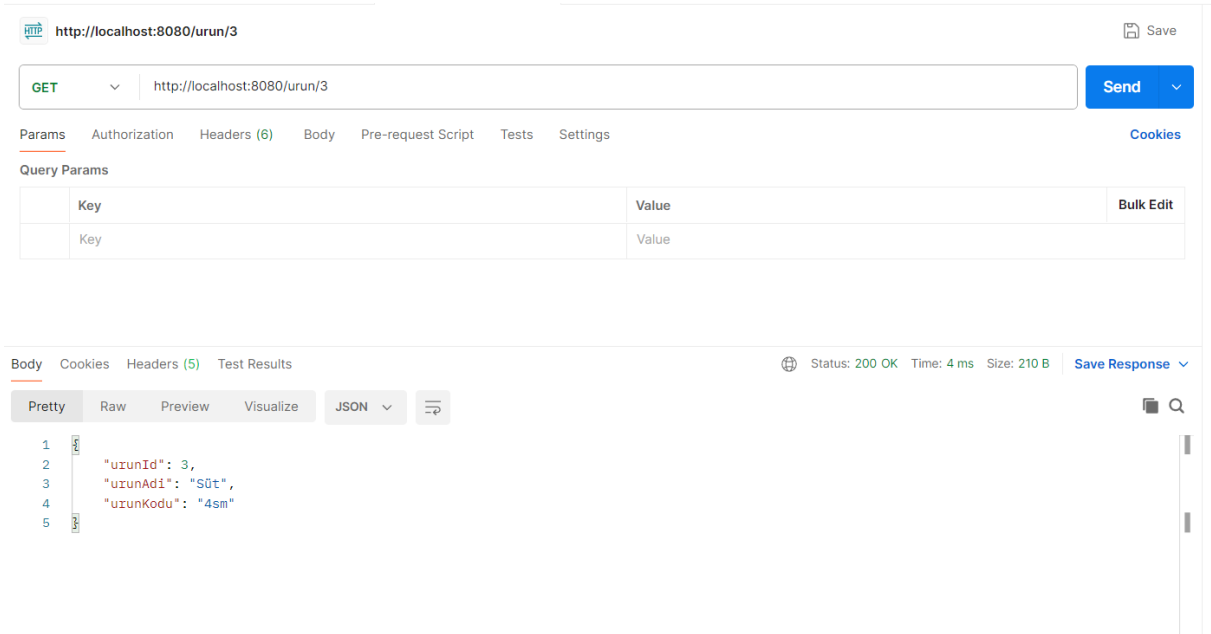 HTTP http://localhost:8080/urun/3 Save
GET http://localhost:8080/urun/3 Send
Params Authorization Headers (6) Body Pre-request Script Tests Settings Cookies
Query Params
Key Value Bulk Edit
Key Value
Body Cookies Headers (5) Test Results Status: 200 OK Time: 4 ms Size: 210 B Save Response
Pretty Raw Preview Visualize JSON
1 {
2 "urunId": 3,
3 "urunAdi": "Süt",
4 "urunKodu": "4sm"
5 }